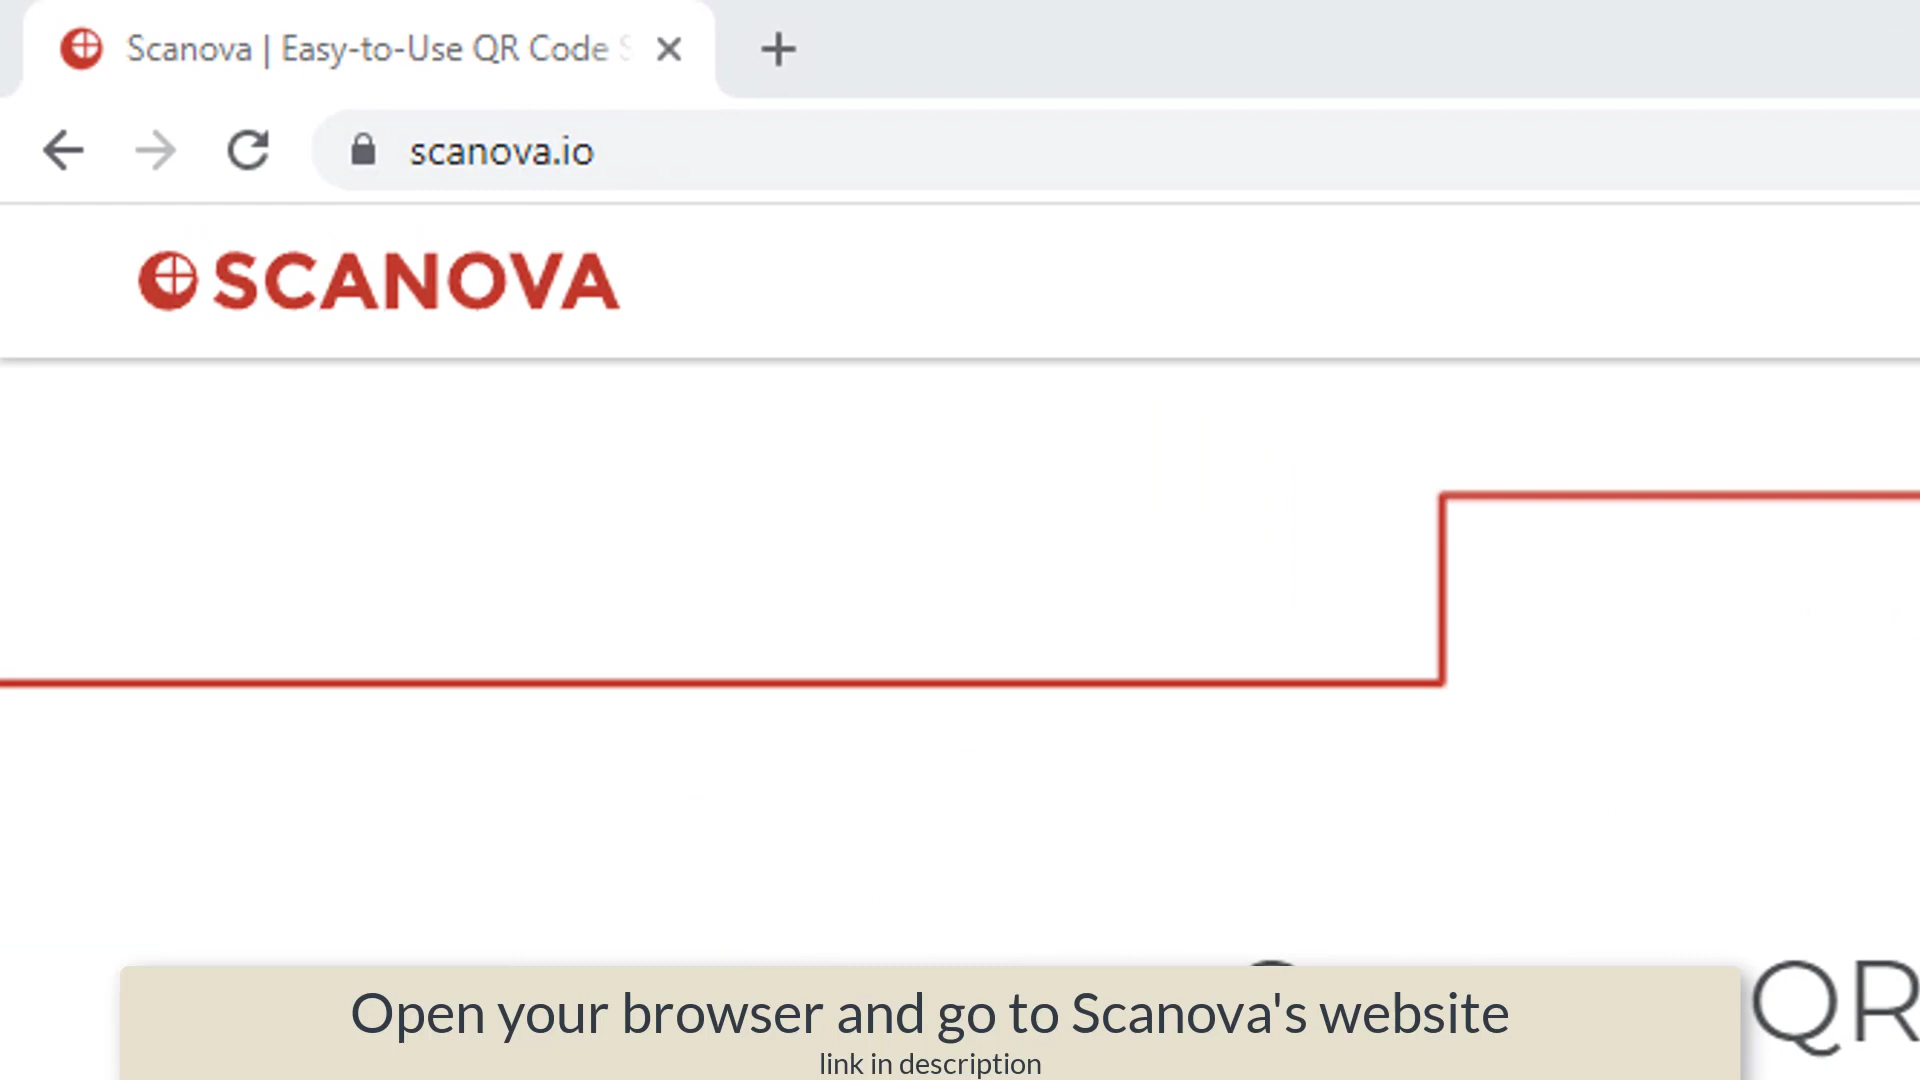 Scanova | Easy-to-Use QR Code
scanova.io
SCANOVA
QR
Open your browser and go to Scanova's website
link in description